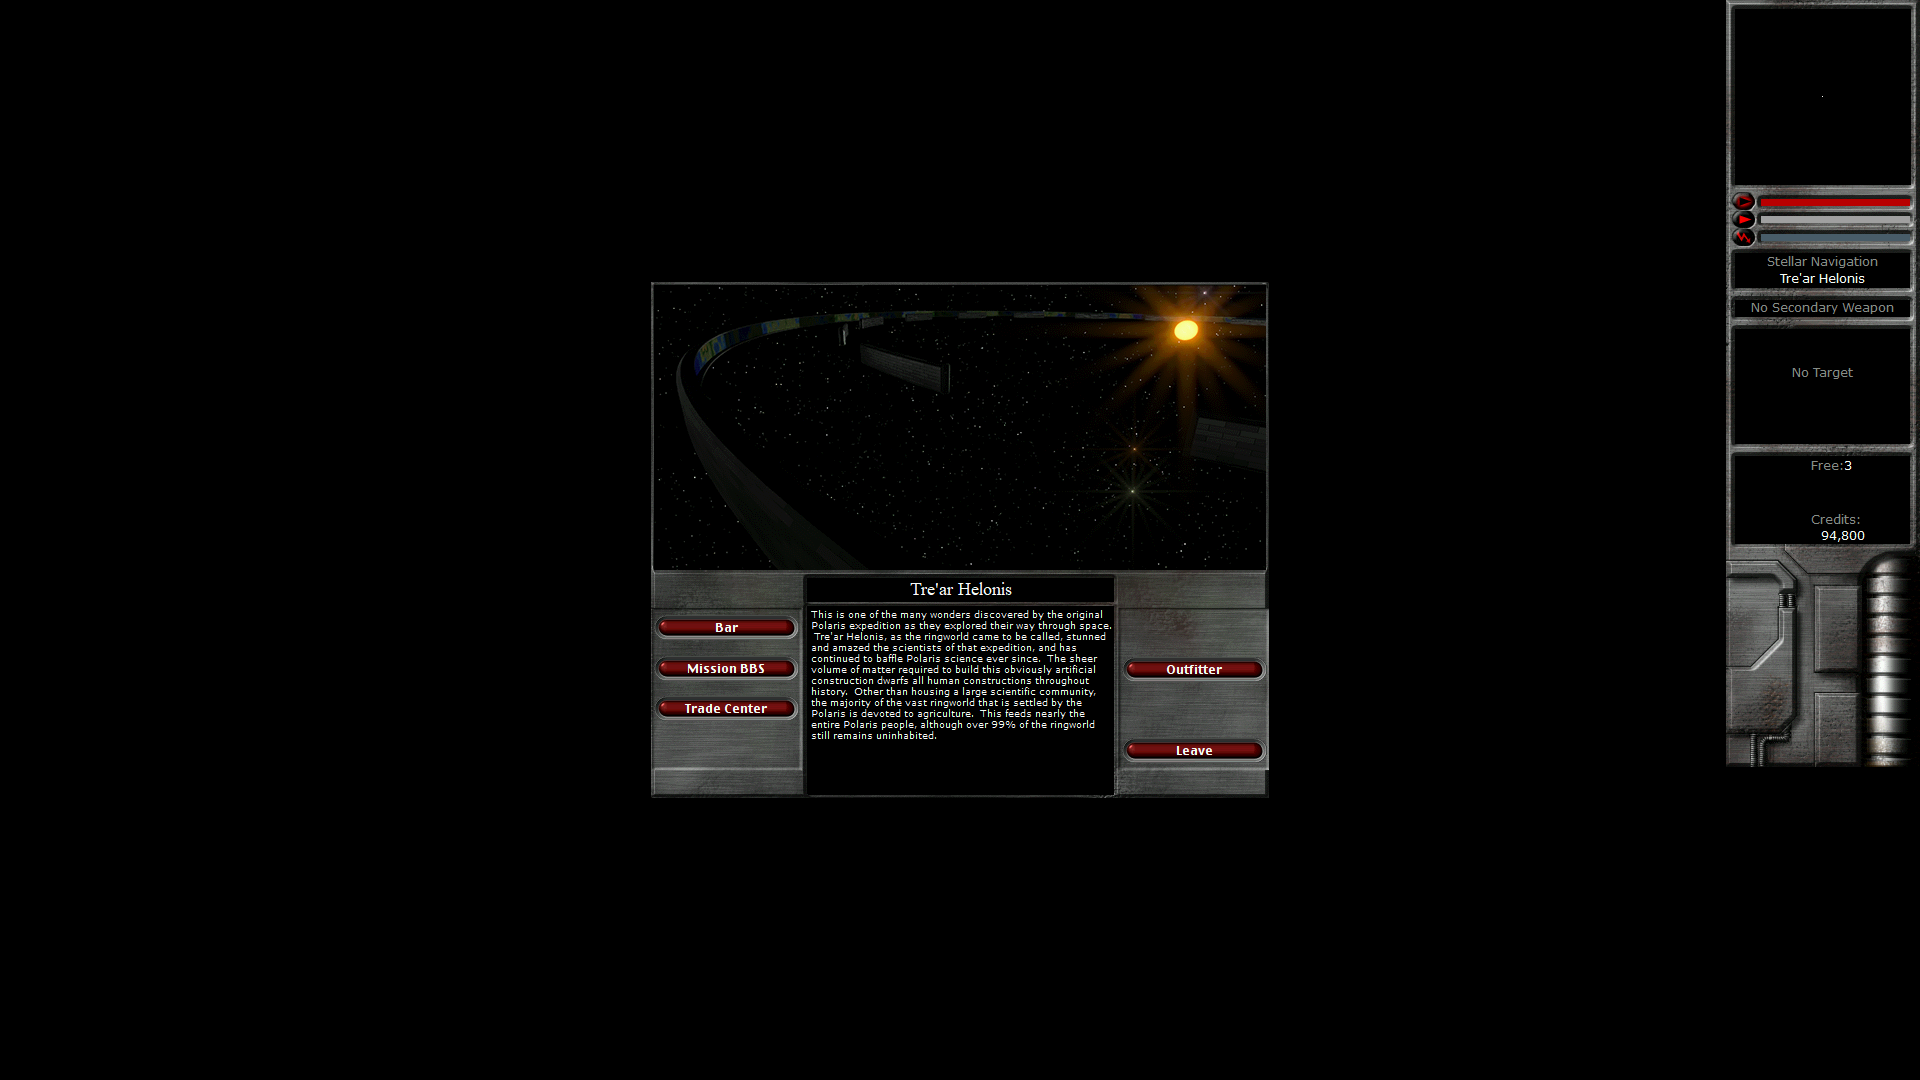 Tre'ar Helonis
This is one of the many wonders discovered by the original
Polaris expedition as they explored their way through space.
Tre'ar Helonis, as the ringworld came to be called, stunned
and amazed the scientists of that expedition, and has
continued to baffle Polaris science ever since.  The sheer
volume of matter required to build this obviously artificial
construction dwarfs all human constructions throughout
history.  Other than housing a large scientific community,
the majority of the vast ringworld that is settled by the
Polaris is devoted to agriculture.  This feeds nearly the
entire Polaris people, although over 99% of the ringworld
still remains uninhabited.
Bar
Mission BBS
Trade Center
Outfitter
Leave
Stellar Navigation
Tre'ar Helonis
No Secondary Weapon
No Target
Free:3
Credits:
94,800